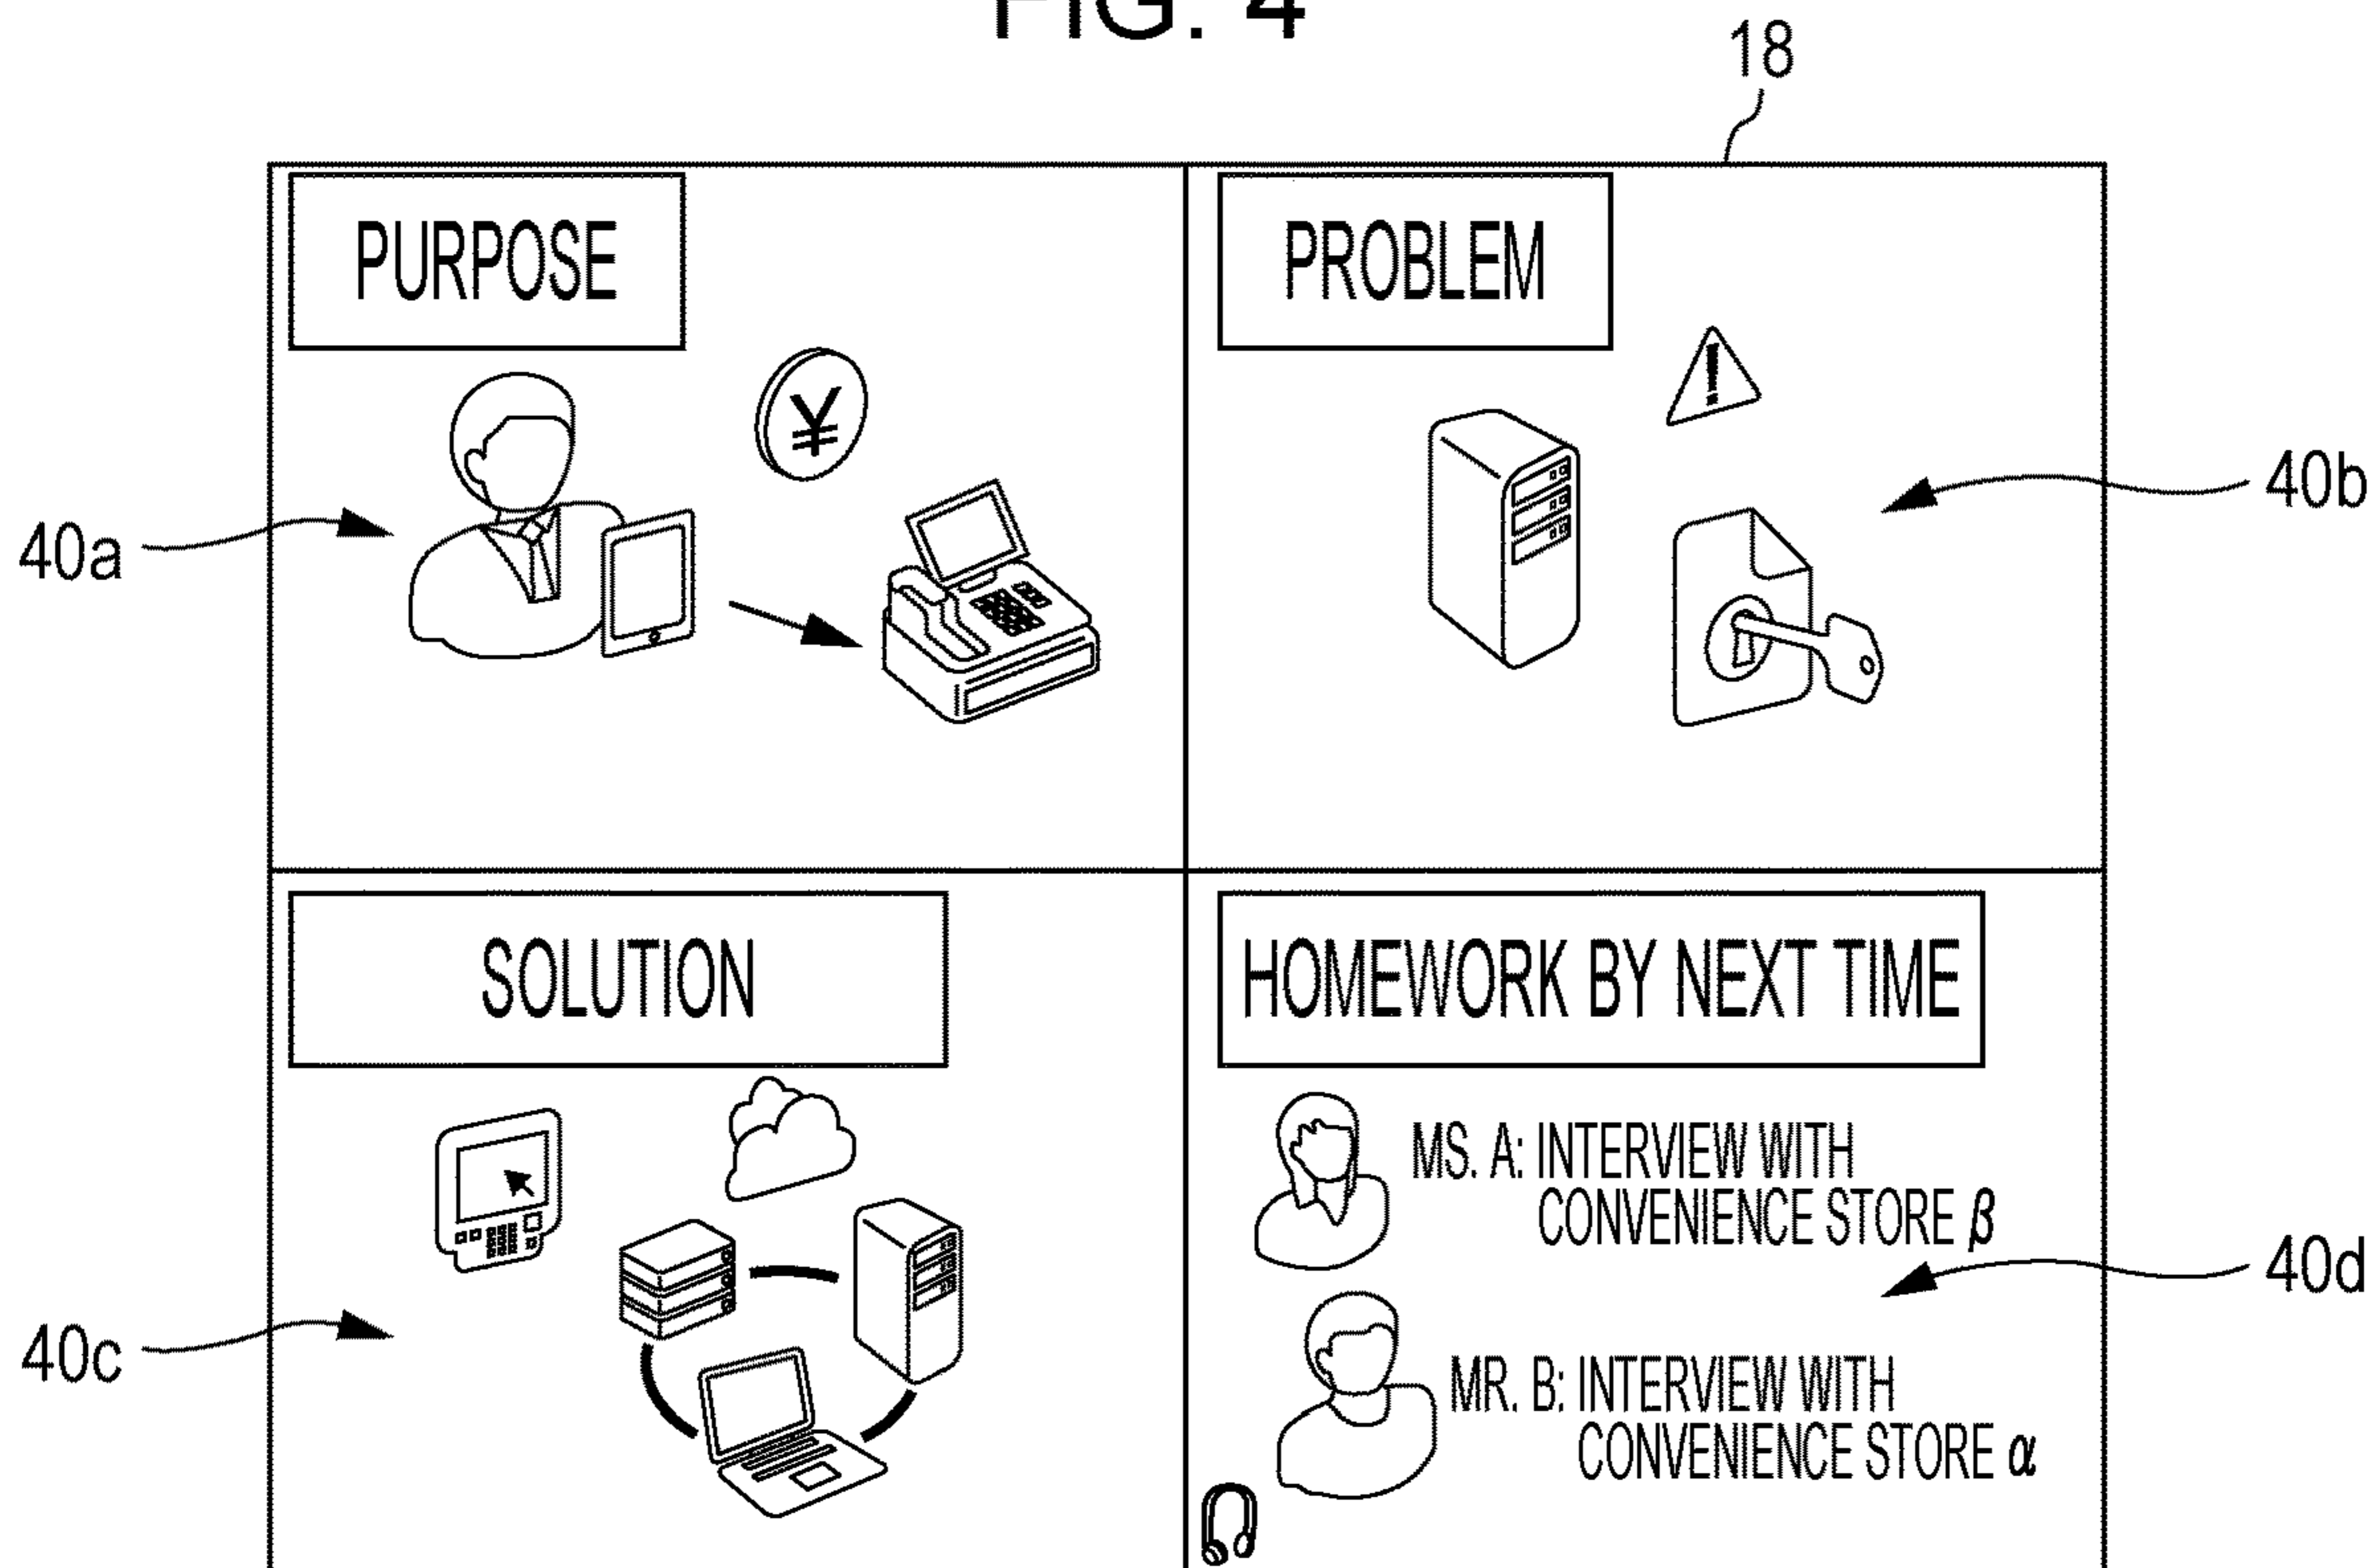 FIG. 4
18
PURPOSE
PROBLEM
¥
!
40a
40b
SOLUTION
HOMEWORK BY NEXT TIME
MS. A: INTERVIEW WITH
CONVENIENCE STORE β
40c
40d
MR. B: INTERVIEW WITH
CONVENIENCE STORE α